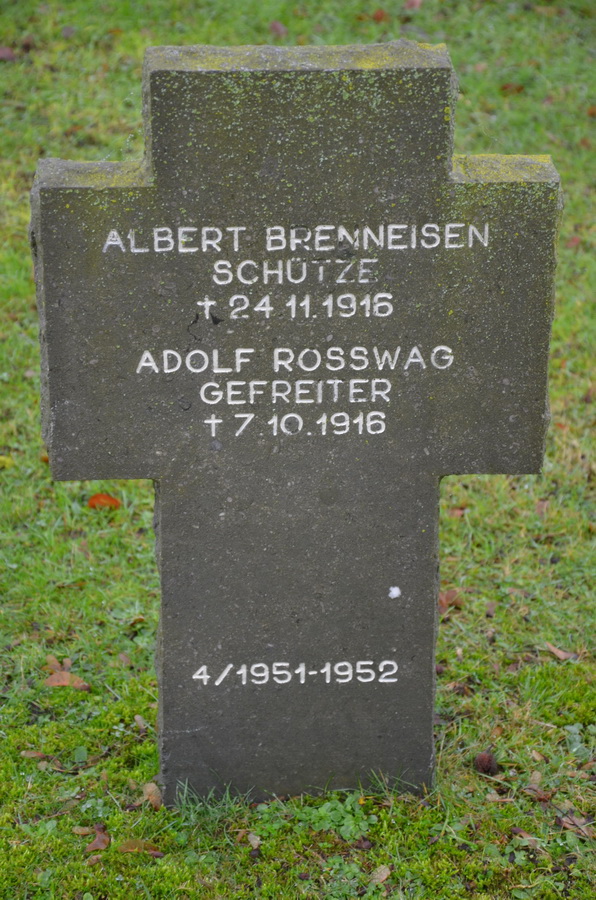 ALBERT BRENNEISEN
SCHÜTZE
† 24.11.1916
ADOLF ROSSWAG
GEFREITER
† 7.10.1916
4/1951-1952